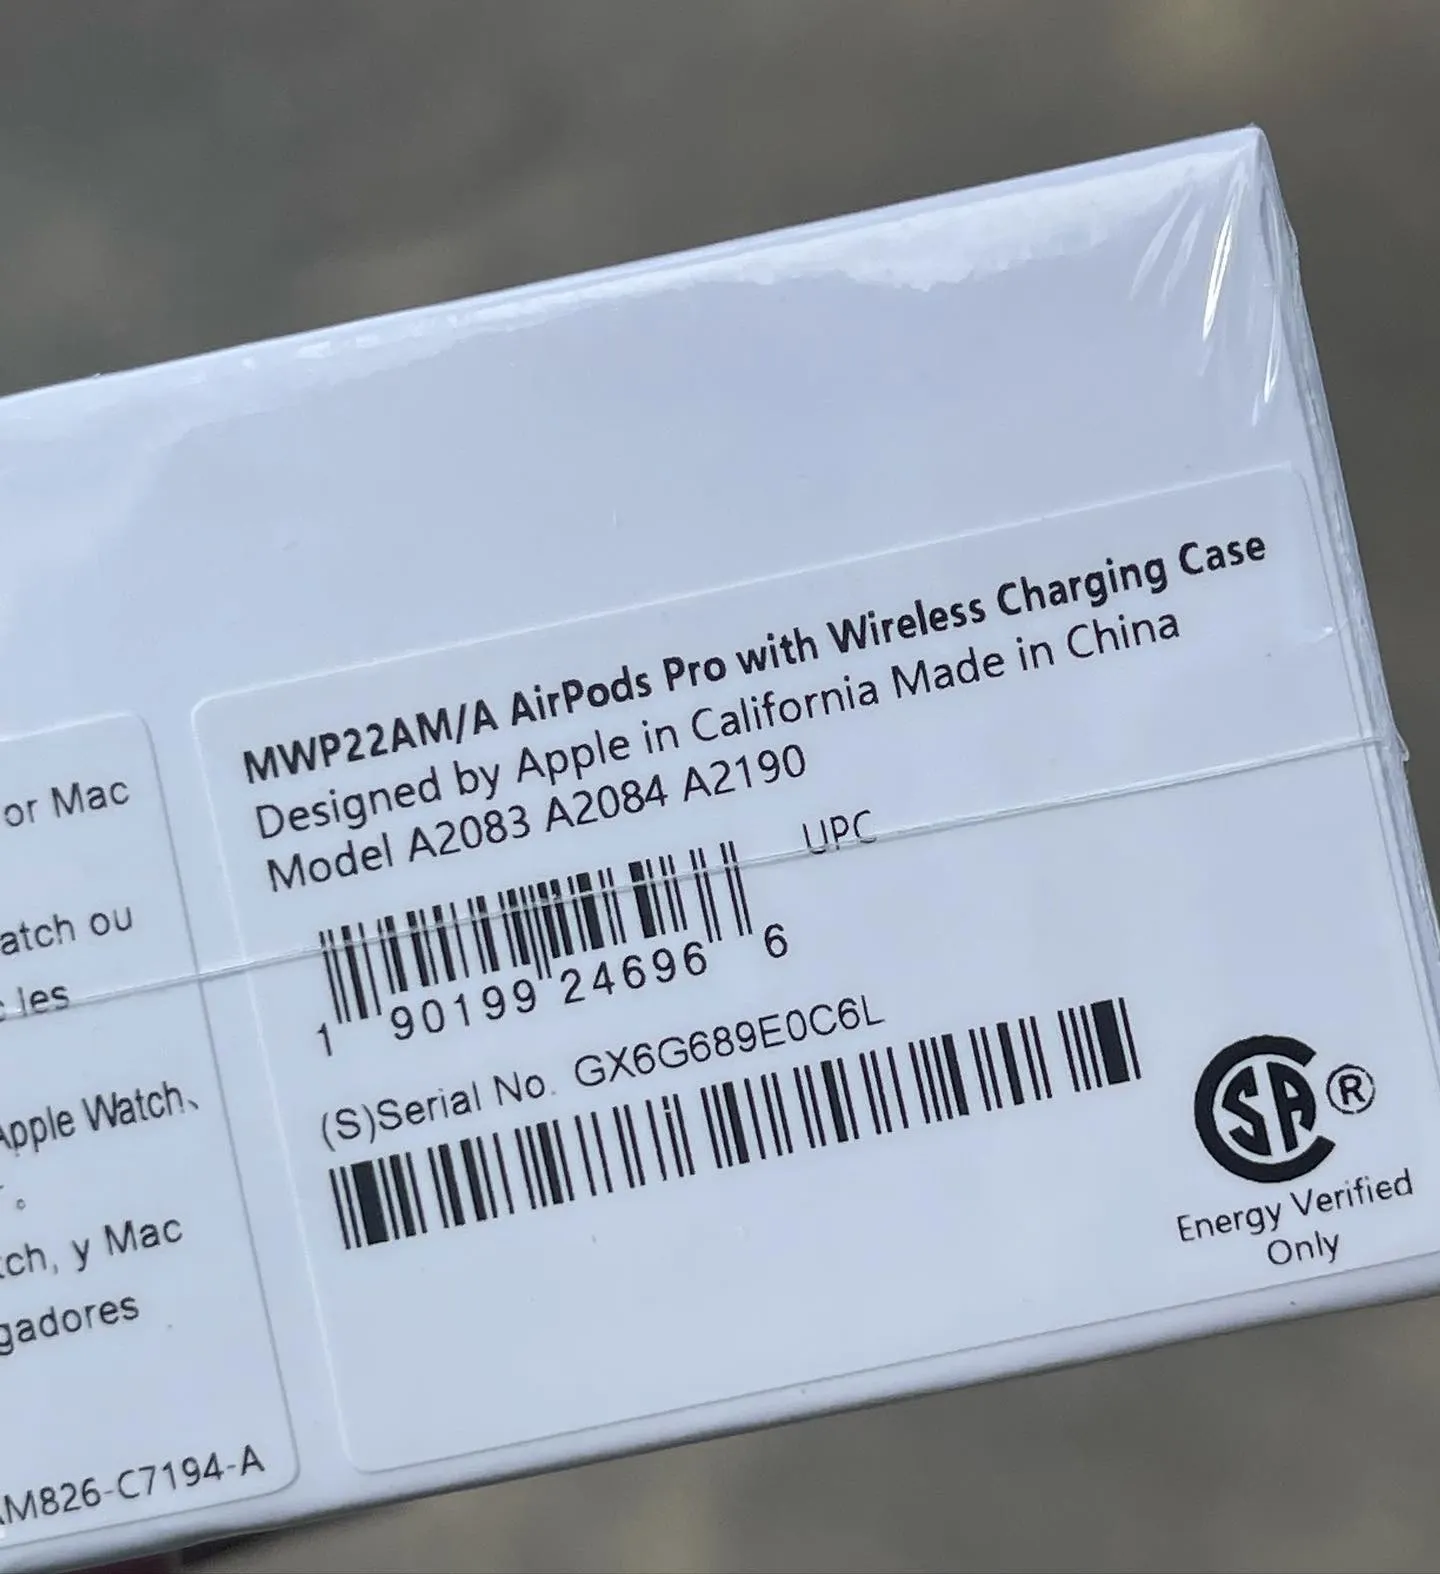 or Mac
atch ou
les
Apple Watch、
。
tch, y Mac
gadores
M826-C7194-A
MWP22AM/A AirPods Pro with Wireless Charging Case
Designed by Apple in California Made in China
Model A2083 A2084 A2190
UPC
1 90199 24696 6
(S)Serial No. GX6G689E0C6L
SA ®
Energy Verified
Only